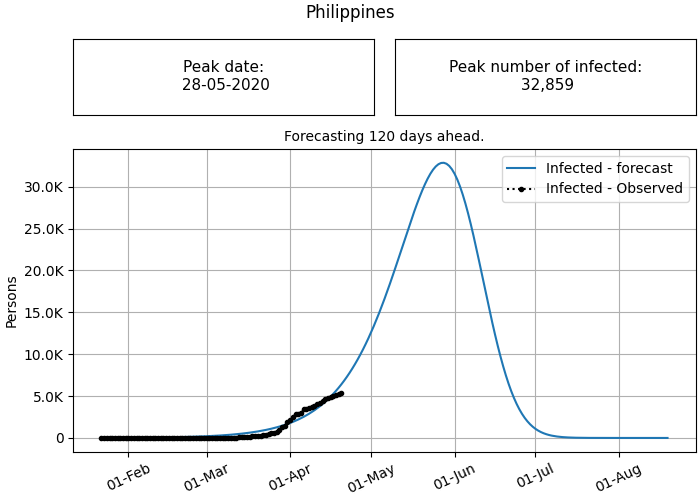 Philippines
Peak date:
28-05-2020
Peak number of infected:
32,859
Forecasting 120 days ahead.
Infected - forecast
Infected - Observed
30.0K
25.0K
20.0K
15.0K
10.0K
5.0K
0
Persons
01-Feb
01-Mar
01-Apr
01-May
01-Jun
01-Jul
01-Aug